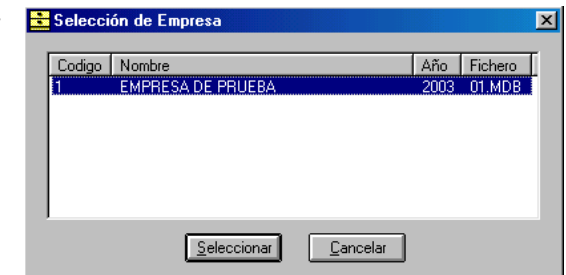 Selección de Empresa
Codigo Nombre Año Fichero
1 EMPRESA DE PRUEBA 2003 01.MDB
Seleccionar Cancelar